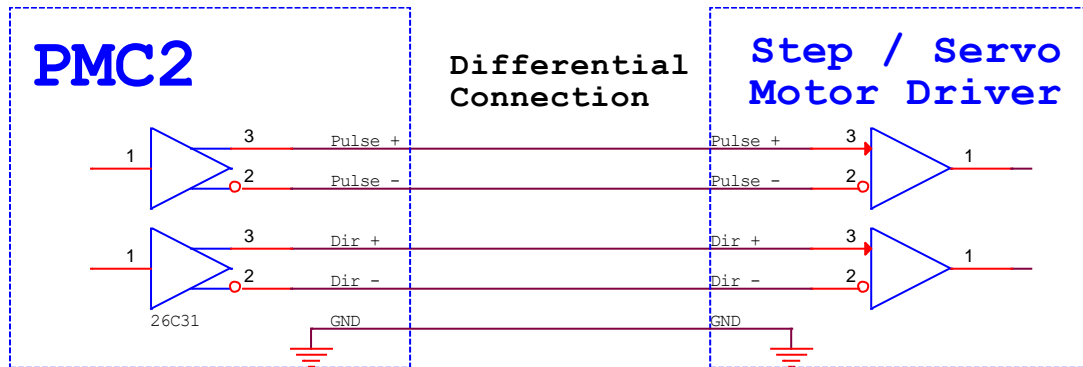 PMC2
Differential
Connection
Step / Servo
Motor Driver
1
3
Pulse +
Pulse +
3
1
2
Pulse -
Pulse -
2
1
3
Dir +
Dir +
3
1
2
Dir -
Dir -
2
26C31
GND
GND